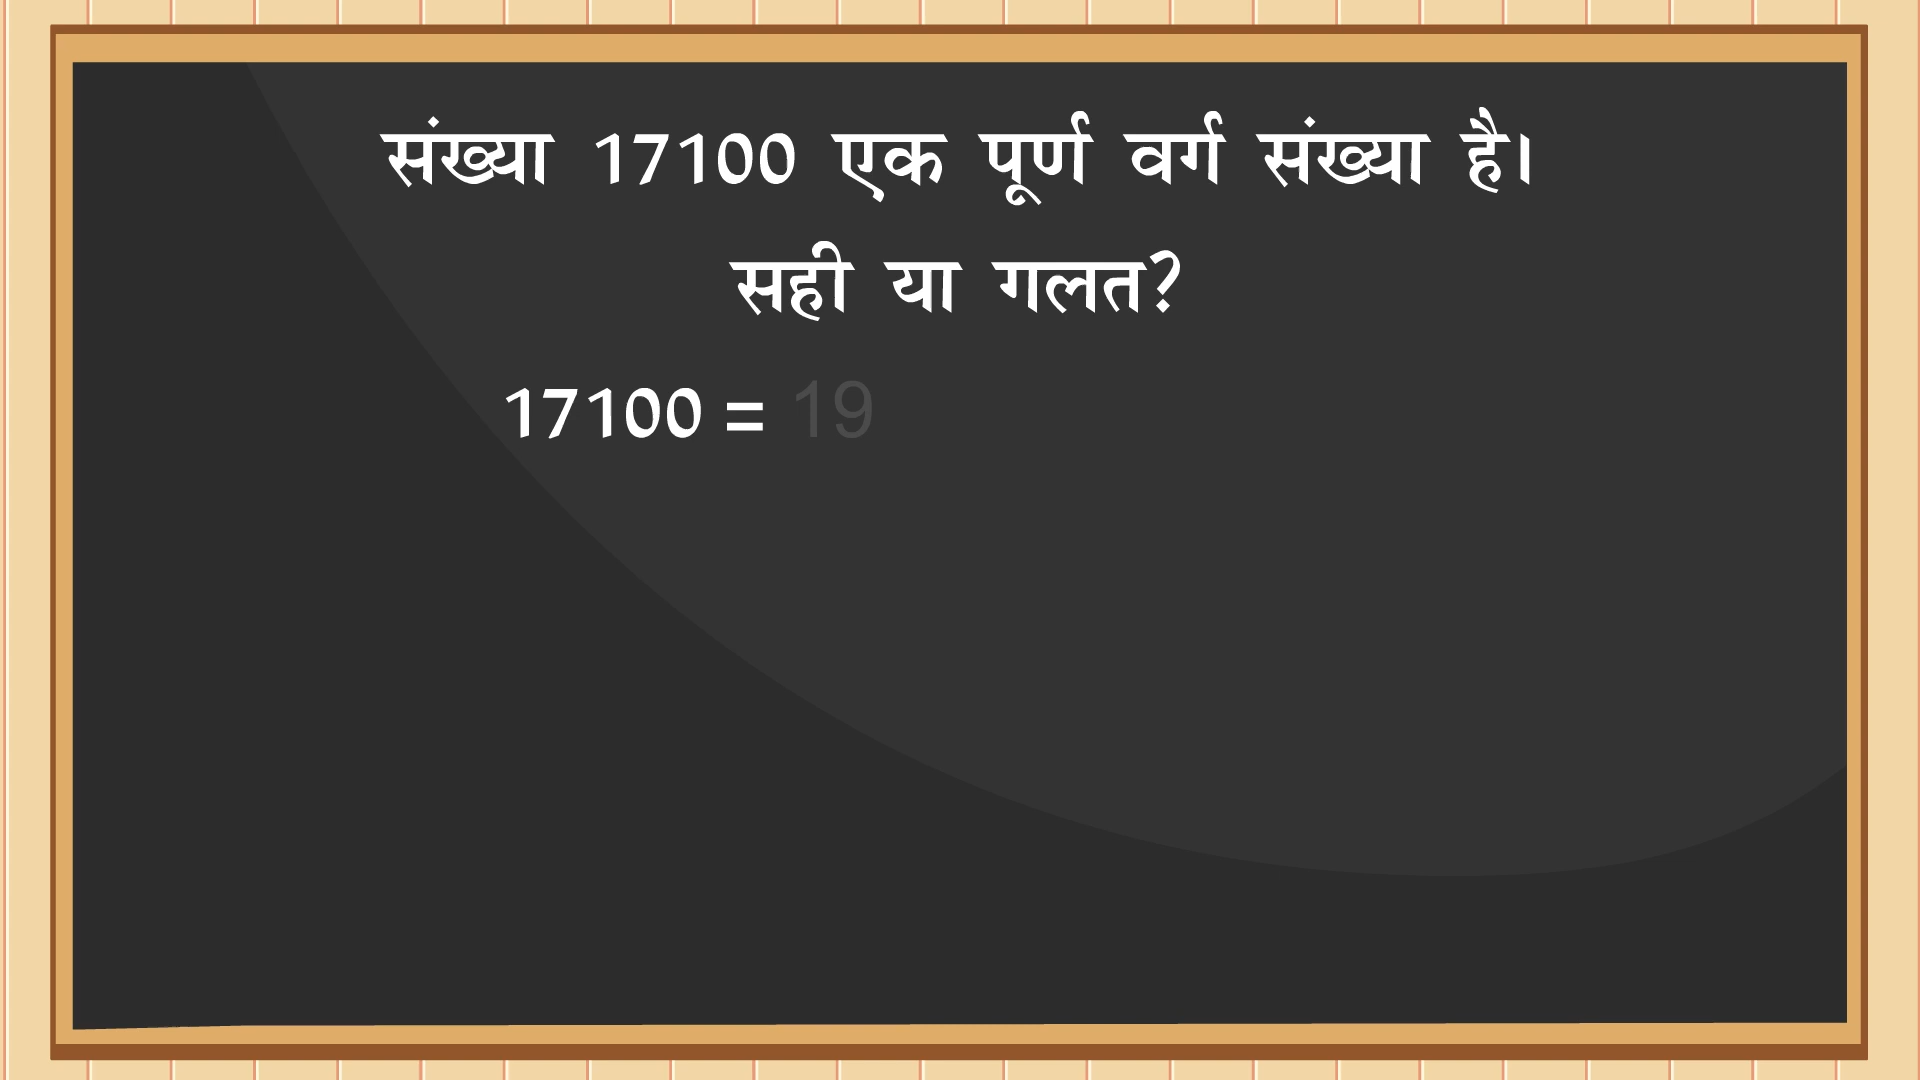 संख्या 17100 एक पूर्ण वर्ग संख्या है।
सही या गलत?
17100 = 19